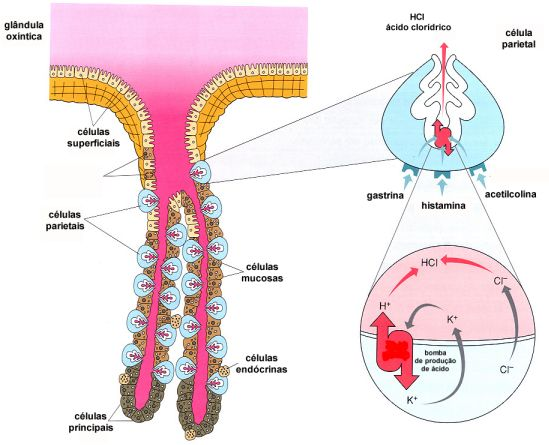 glândula
oxíntica
HCl
ácido clorídrico
célula
parietal
células
superficiais
células
parietais
células
mucosas
células
endócrinas
células
principais
gastrina
histamina
acetilcolina
HCl
Cl⁻
H⁺
K⁺
bomba
de produção
de ácido
K⁺
Cl⁻